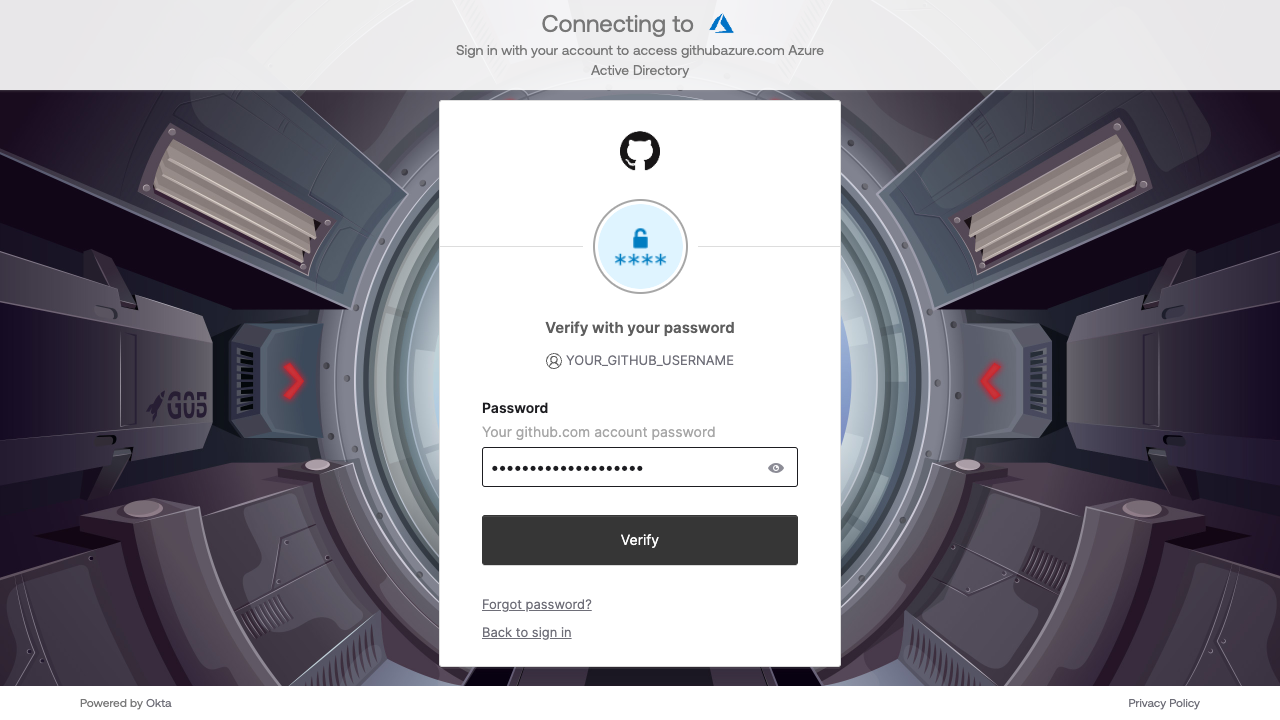 Connecting to
Sign in with your account to access githubazure.com Azure
Active Directory
****
Verify with your password
YOUR_GITHUB_USERNAME
G05
Password
Your github.com account password
••••••••••••••••••••
Verify
Forgot password?
Back to sign in
Powered by Okta
Privacy Policy